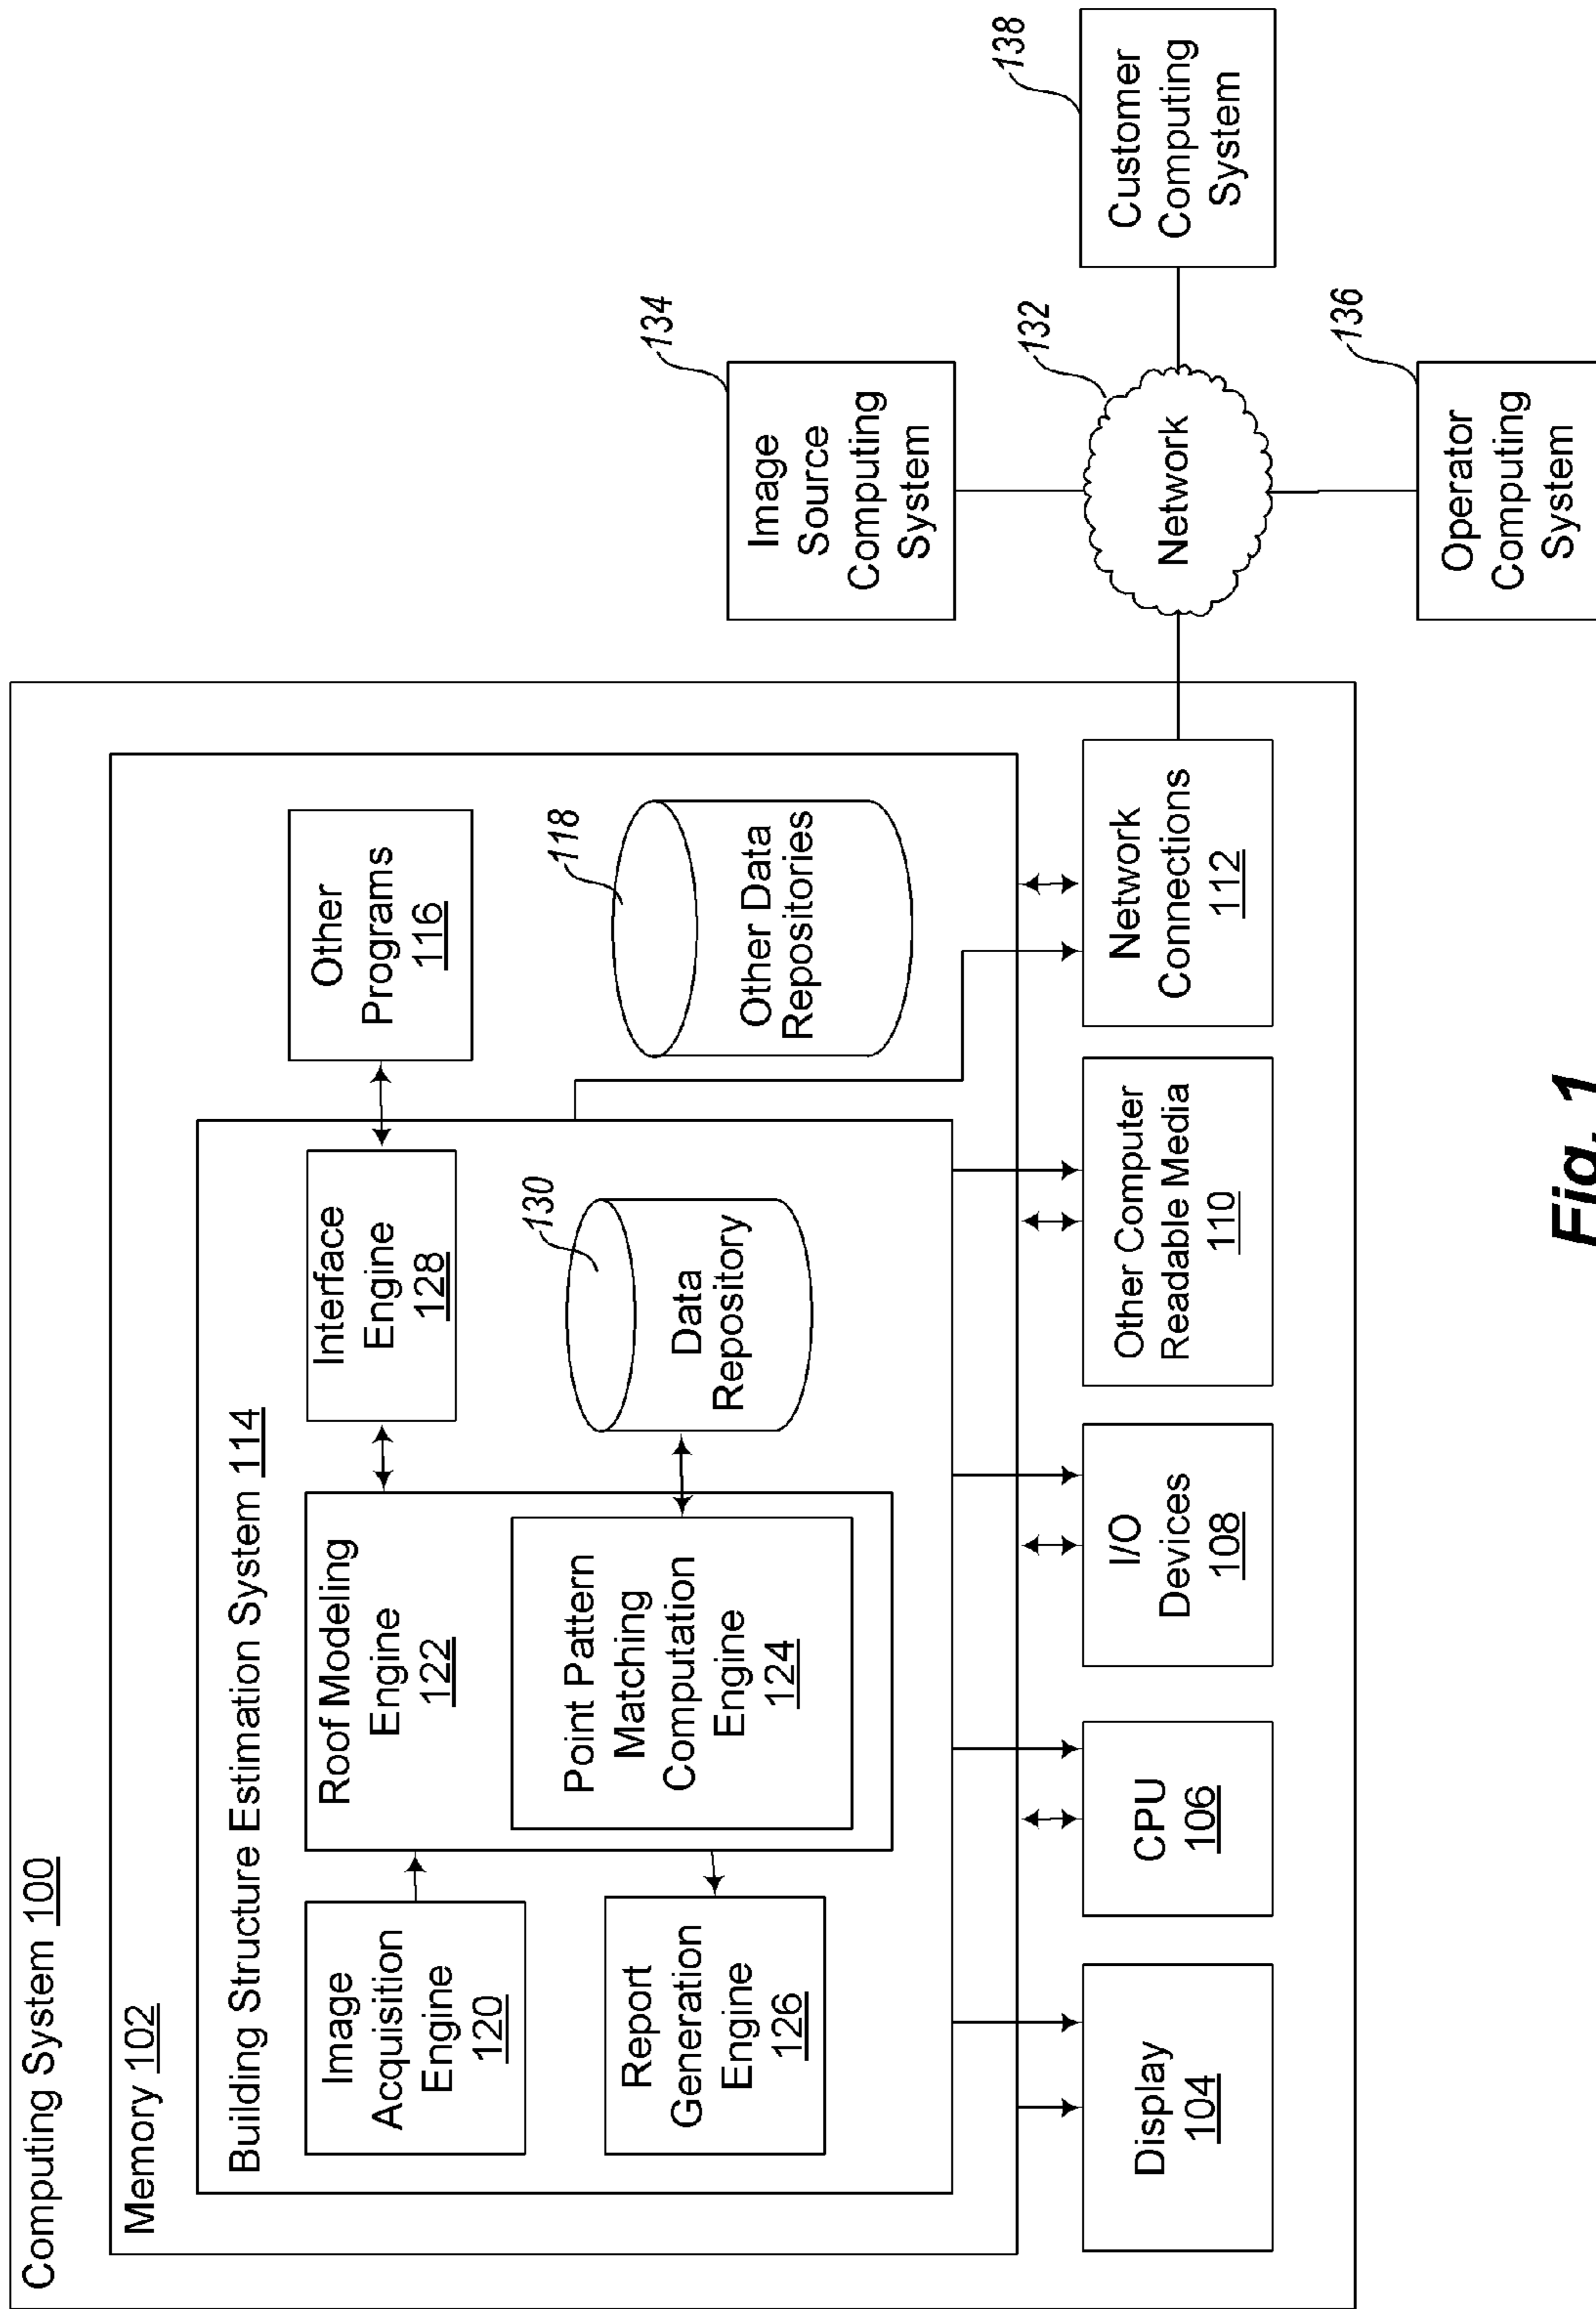 Computing System 100
Memory 102
Building Structure Estimation System 114
Image
Acquisition
Engine
120
Roof Modeling
Engine
122
Point Pattern
Matching
Computation
Engine
124
Report
Generation
Engine
126
Interface
Engine
128
130
Data
Repository
Other
Programs
116
118
Other Data
Repositories
Display
104
CPU
106
I/O
Devices
108
Other Computer
Readable Media
110
Network
Connections
112
134
Image
Source
Computing
System
132
Network
138
Customer
Computing
System
136
Operator
Computing
System
Fig. 1